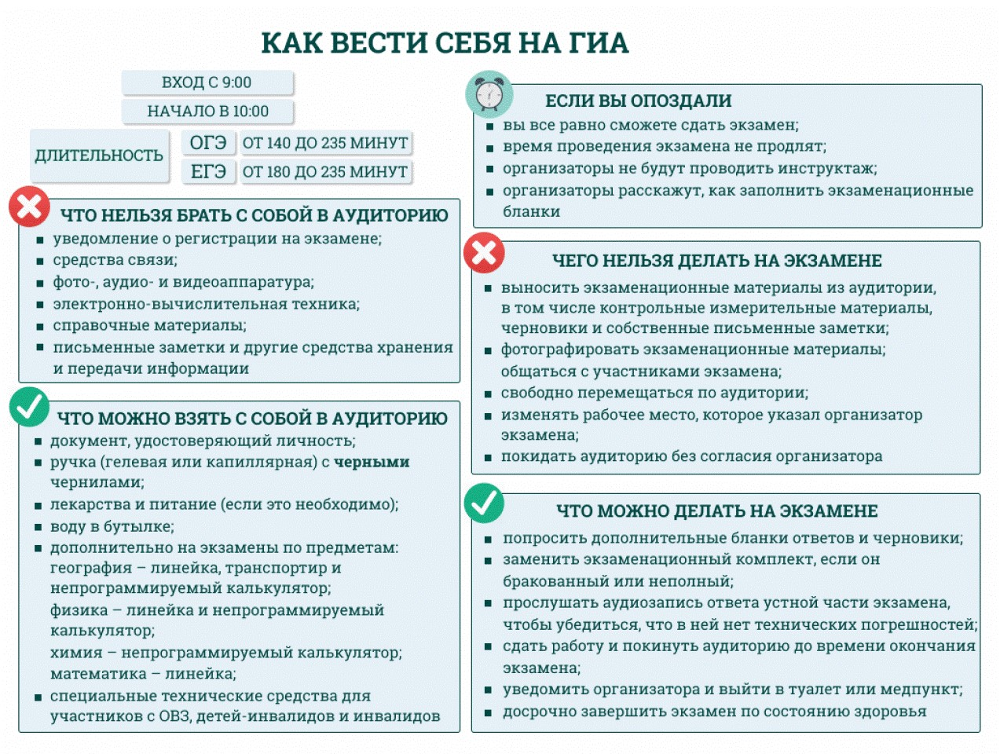 КАК ВЕСТИ СЕБЯ НА ГИА
ВХОД С 9:00
НАЧАЛО В 10:00
ДЛИТЕЛЬНОСТЬ
ОГЭ
ОТ 140 ДО 235 МИНУТ
ЕГЭ
ОТ 180 ДО 235 МИНУТ
ЧТО НЕЛЬЗЯ БРАТЬ С СОБОЙ В АУДИТОРИЮ
▪ уведомление о регистрации на экзамене;
▪ средства связи;
▪ фото-, аудио- и видеоаппаратура;
▪ электронно-вычислительная техника;
▪ справочные материалы;
▪ письменные заметки и другие средства хранения
и передачи информации
ЧТО МОЖНО ВЗЯТЬ С СОБОЙ В АУДИТОРИЮ
▪ документ, удостоверяющий личность;
▪ ручка (гелевая или капиллярная) с черными
чернилами;
▪ лекарства и питание (если это необходимо);
▪ воду в бутылке;
▪ дополнительно на экзамены по предметам:
география – линейка, транспортир и
непрограммируемый калькулятор;
физика – линейка и непрограммируемый
калькулятор;
химия – непрограммируемый калькулятор;
математика – линейка;
▪ специальные технические средства для
участников с ОВЗ, детей-инвалидов и инвалидов
ЕСЛИ ВЫ ОПОЗДАЛИ
▪ вы все равно сможете сдать экзамен;
▪ время проведения экзамена не продлят;
▪ организаторы не будут проводить инструктаж;
▪ организаторы расскажут, как заполнить экзаменационные
бланки
ЧЕГО НЕЛЬЗЯ ДЕЛАТЬ НА ЭКЗАМЕНЕ
▪ выносить экзаменационные материалы из аудитории,
в том числе контрольные измерительные материалы,
черновики и собственные письменные заметки;
▪ фотографировать экзаменационные материалы;
общаться с участниками экзамена;
▪ свободно перемещаться по аудитории;
▪ изменять рабочее место, которое указал организатор
экзамена;
▪ покидать аудиторию без согласия организатора
ЧТО МОЖНО ДЕЛАТЬ НА ЭКЗАМЕНЕ
▪ попросить дополнительные бланки ответов и черновики;
▪ заменить экзаменационный комплект, если он
бракованный или неполный;
▪ прослушать аудиозапись ответа устной части экзамена,
чтобы убедиться, что в ней нет технических погрешностей;
▪ сдать работу и покинуть аудиторию до времени окончания
экзамена;
▪ уведомить организатора и выйти в туалет или медпункт;
▪ досрочно завершить экзамен по состоянию здоровья